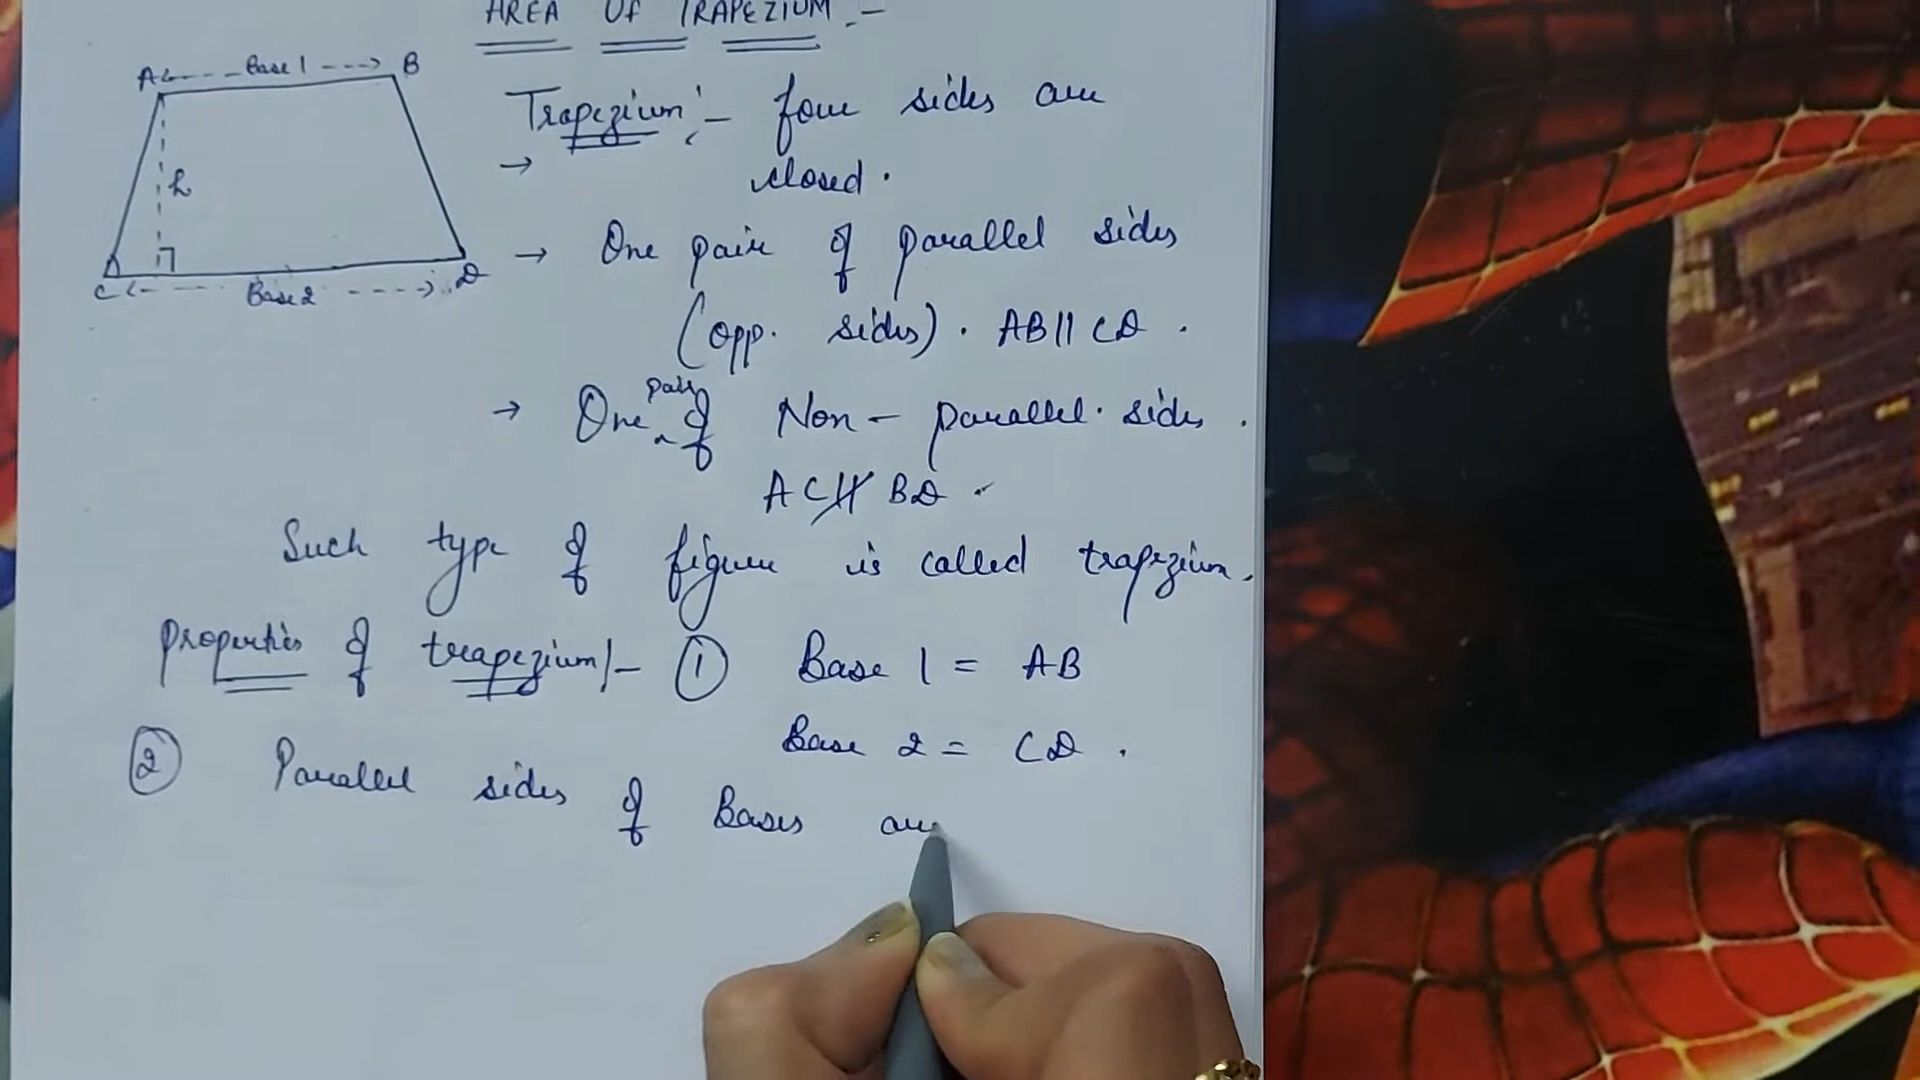 AREA OF TRAPEZIUM :-
A <--- Base 1 ---> B
Trapezium :- four sides are
→ closed.
h
→ One pair of parallel sides
C <--- Base 2 ---> D
(opp. sides). AB || CD.
→ One pair of Non-parallel sides.
AC ∦ BD.
Such type of figure is called trapezium.
Properties of trapezium :- ① Base 1 = AB
Base 2 = CD.
② Parallel sides of Bases are